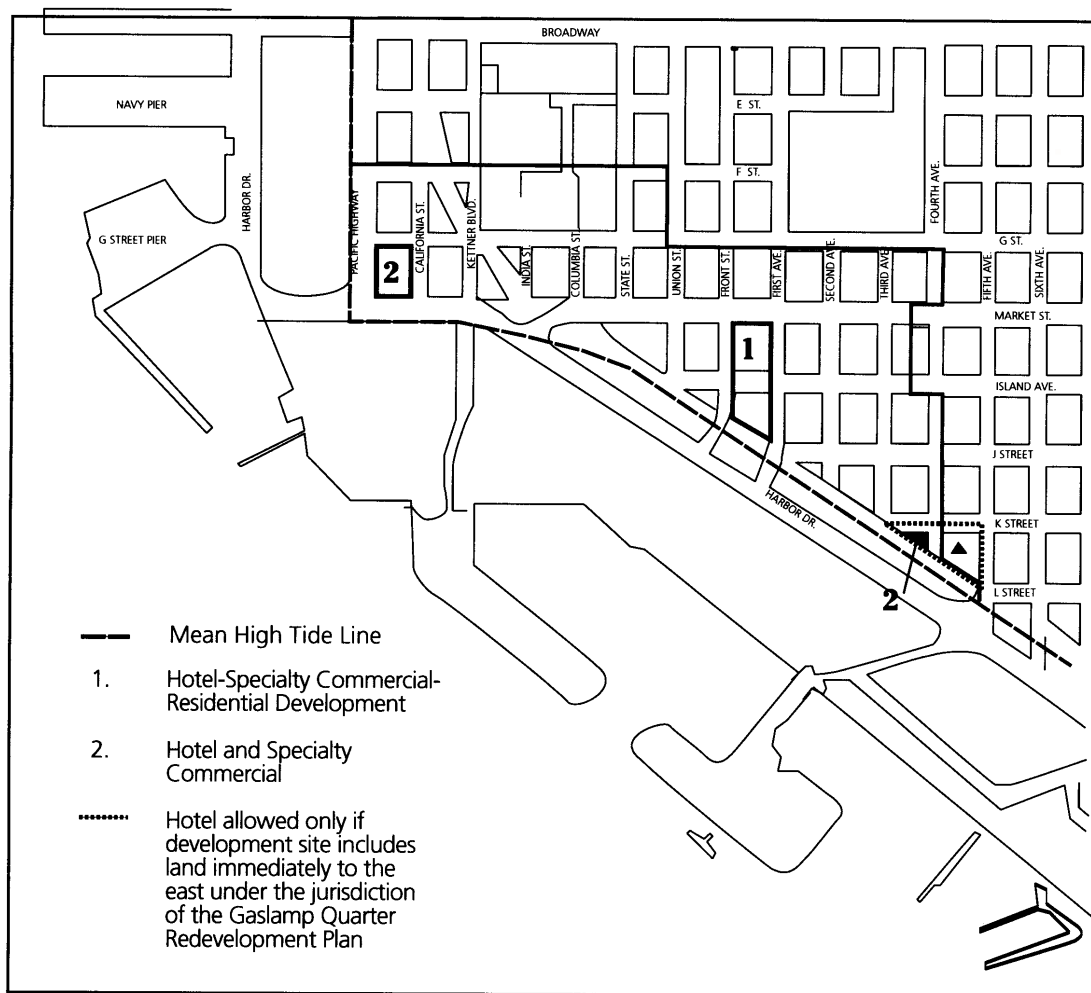 BROADWAY
NAVY PIER
E ST.
F ST.
HARBOR DR.
PACIFIC HIGHWAY
FOURTH AVE.
G STREET PIER
CALIFORNIA ST.
KETTNER BLVD.
INDIA ST.
COLUMBIA ST.
STATE ST.
UNION ST.
FRONT ST.
FIRST AVE.
SECOND AVE.
THIRD AVE.
G ST.
FIFTH AVE.
SIXTH AVE.
2
MARKET ST.
1
ISLAND AVE.
J STREET
HARBOR DR.
K STREET
2
L STREET
Mean High Tide Line
1. Hotel-Specialty Commercial-
Residential Development
2. Hotel and Specialty
Commercial
Hotel allowed only if
development site includes
land immediately to the
east under the jurisdiction
of the Gaslamp Quarter
Redevelopment Plan